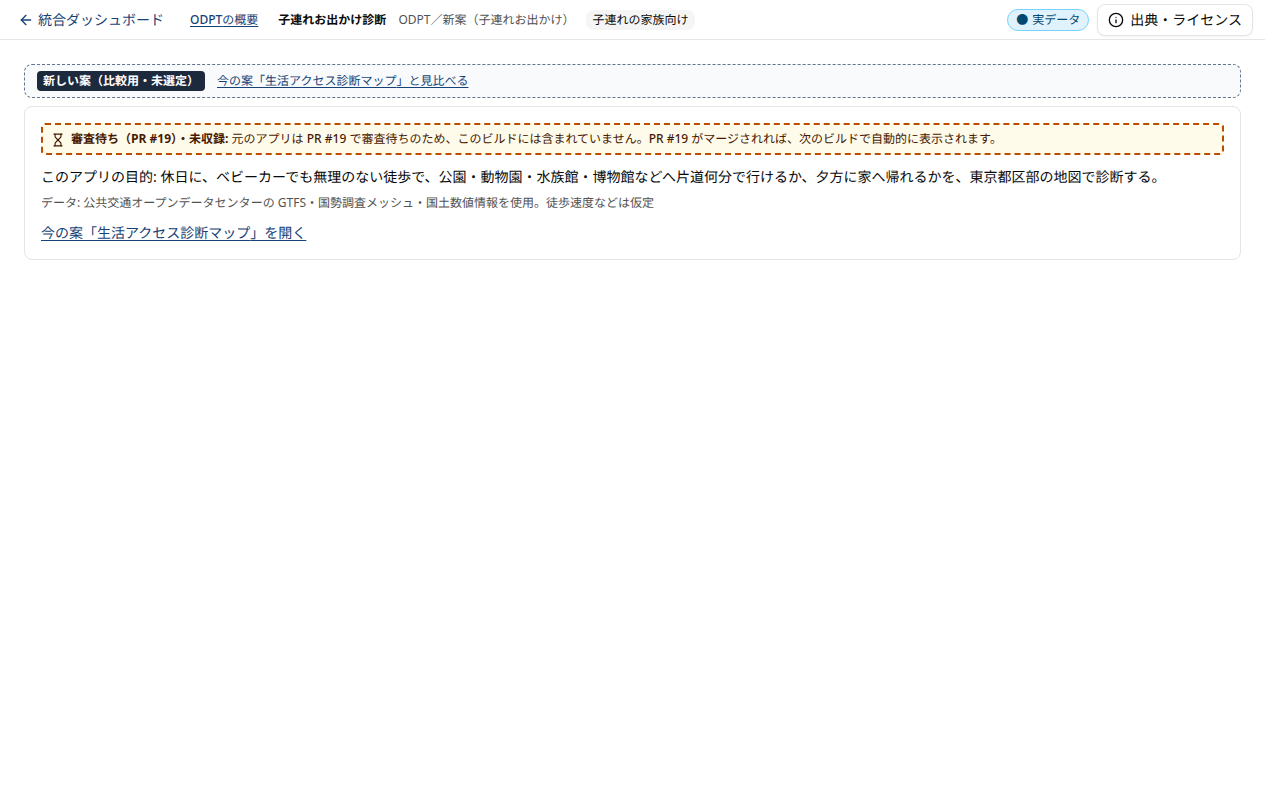 統合ダッシュボード ODPTの概要 子連れお出かけ診断 ODPT／新案（子連れお出かけ） 子連れの家族向け 実データ 出典・ライセンス
新しい案（比較用・未選定） 今の案「生活アクセス診断マップ」と見比べる
審査待ち（PR #19）・未収録: 元のアプリは PR #19 で審査待ちのため、このビルドには含まれていません。PR #19 がマージされれば、次のビルドで自動的に表示されます。
このアプリの目的: 休日に、ベビーカーでも無理のない徒歩で、公園・動物園・水族館・博物館などへ片道何分で行けるか、夕方に家へ帰れるかを、東京都区部の地図で診断する。
データ: 公共交通オープンデータセンターの GTFS・国勢調査メッシュ・国土数値情報を使用。徒歩速度などは仮定
今の案「生活アクセス診断マップ」を開く